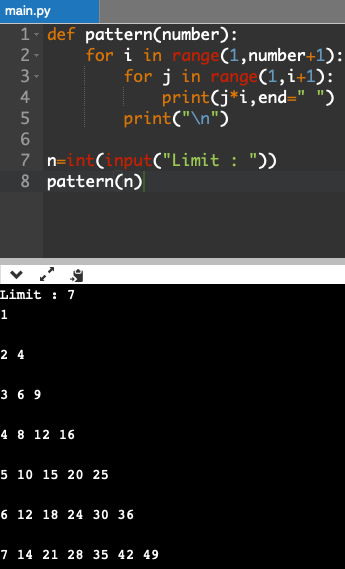 main.py
1 def pattern(number):
2     for i in range(1,number+1):
3         for j in range(1,i+1):
4             print(j*i,end=" ")
5         print("\n")
6
7 n=int(input("Limit : "))
8 pattern(n)
Limit : 7
1
2 4
3 6 9
4 8 12 16
5 10 15 20 25
6 12 18 24 30 36
7 14 21 28 35 42 49